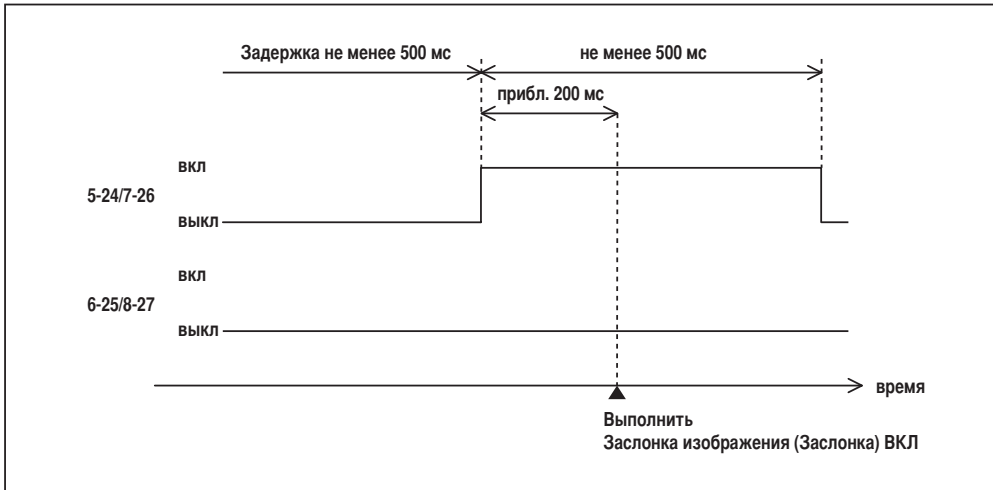 Задержка не менее 500 мс
не менее 500 мс
прибл. 200 мс
вкл
5-24/7-26
выкл
вкл
6-25/8-27
выкл
время
Выполнить
Заслонка изображения (Заслонка) ВКЛ